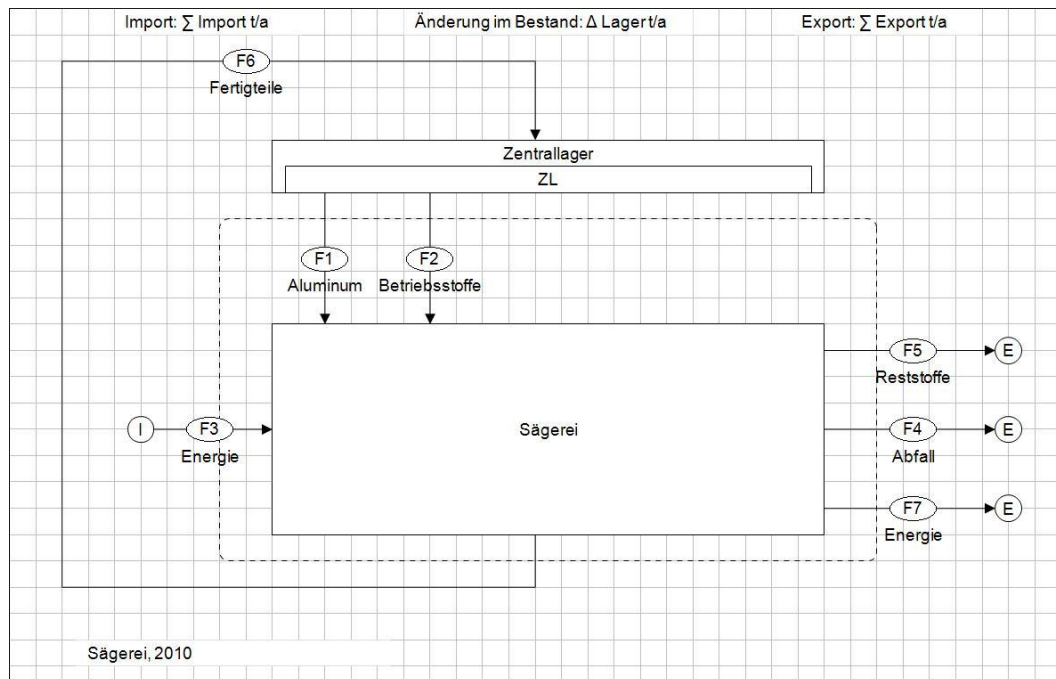 Import: ∑ Import t/a
Änderung im Bestand: Δ Lager t/a
Export: ∑ Export t/a
F6
Fertigteile
Zentrallager
ZL
F1
F2
Aluminum
Betriebsstoffe
F5
E
Reststoffe
I
F3
Sägerei
F4
E
Energie
Abfall
F7
E
Energie
Sägerei, 2010